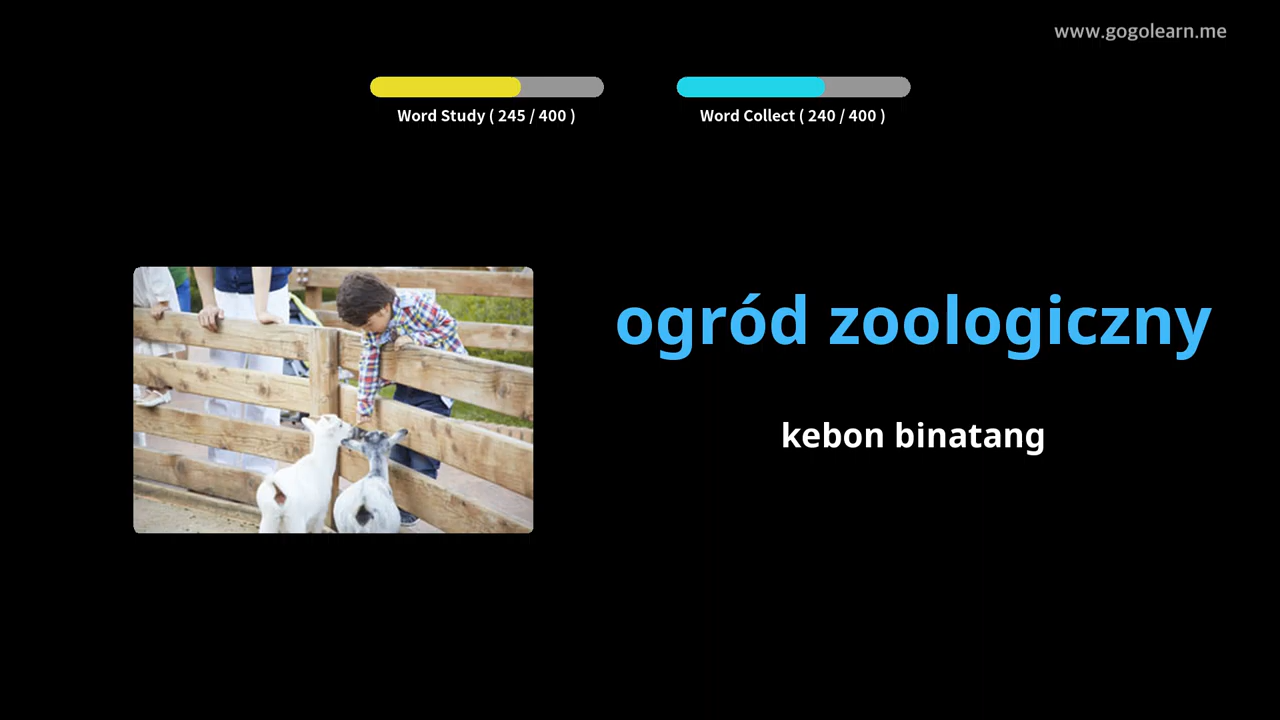 www.gogolearn.me
Word Study ( 245 / 400 )
Word Collect ( 240 / 400 )
ogród zoologiczny
kebon binatang